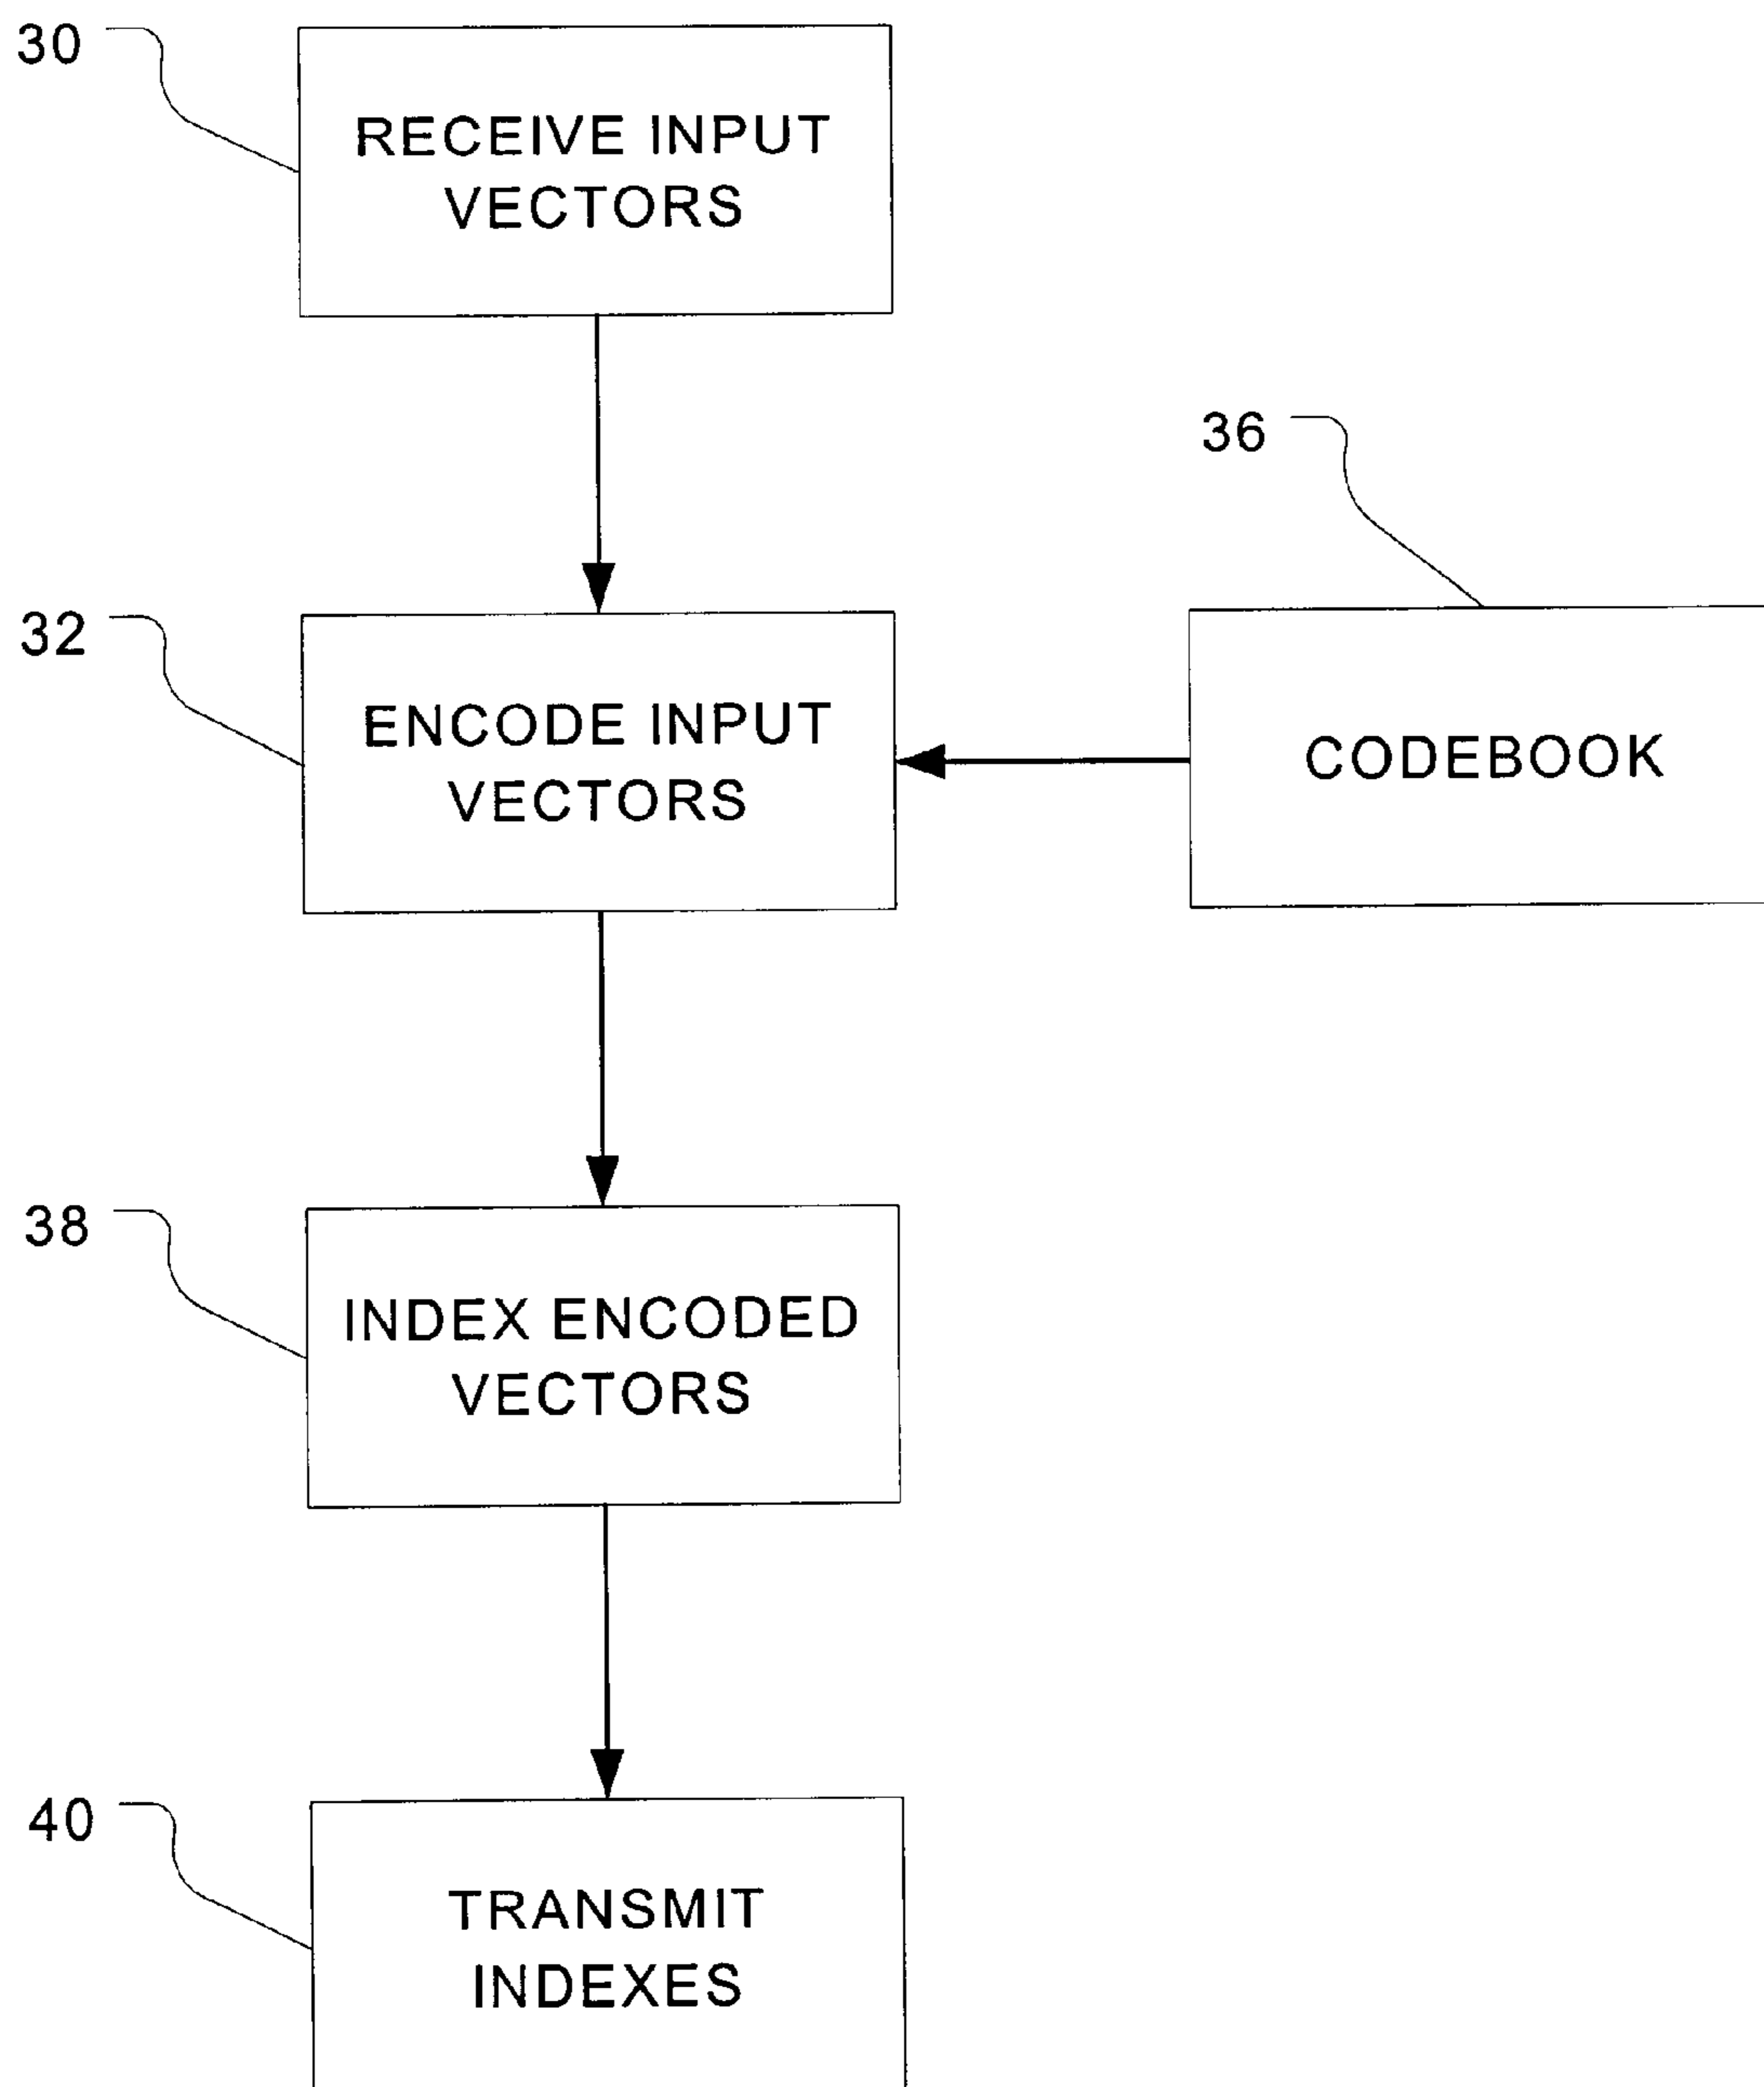 30
RECEIVE INPUT
VECTORS
36
32
ENCODE INPUT
VECTORS
CODEBOOK
38
INDEX ENCODED
VECTORS
40
TRANSMIT
INDEXES